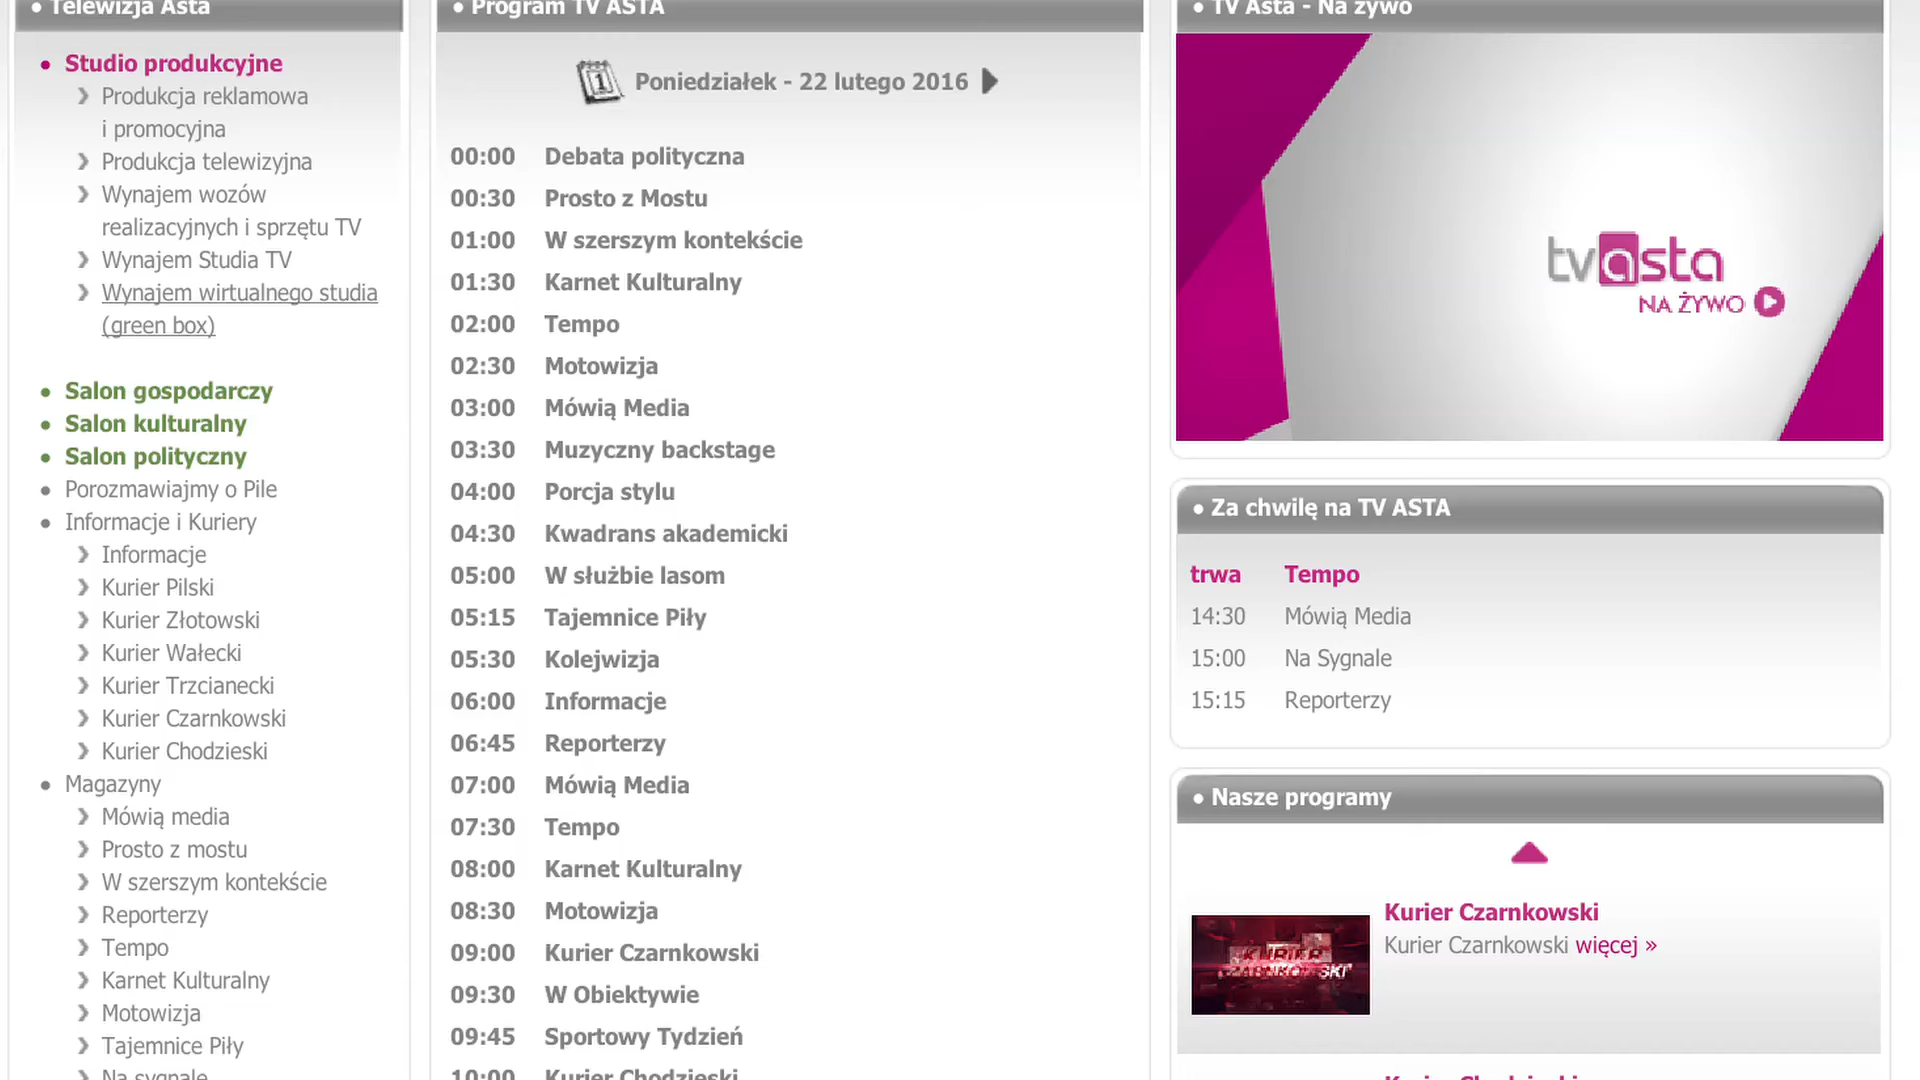 Telewizja Asta
Studio produkcyjne
Produkcja reklamowa
i promocyjna
Produkcja telewizyjna
Wynajem wozów
realizacyjnych i sprzętu TV
Wynajem Studia TV
Wynajem wirtualnego studia
(green box)
Salon gospodarczy
Salon kulturalny
Salon polityczny
Porozmawiajmy o Pile
Informacje i Kuriery
Informacje
Kurier Pilski
Kurier Złotowski
Kurier Wałecki
Kurier Trzcianecki
Kurier Czarnkowski
Kurier Chodzieski
Magazyny
Mówią media
Prosto z mostu
W szerszym kontekście
Reporterzy
Tempo
Karnet Kulturalny
Motowizja
Tajemnice Piły
Na sygnale
Program TV ASTA
1 Poniedziałek - 22 lutego 2016
00:00 Debata polityczna
00:30 Prosto z Mostu
01:00 W szerszym kontekście
01:30 Karnet Kulturalny
02:00 Tempo
02:30 Motowizja
03:00 Mówią Media
03:30 Muzyczny backstage
04:00 Porcja stylu
04:30 Kwadrans akademicki
05:00 W służbie lasom
05:15 Tajemnice Piły
05:30 Kolejwizja
06:00 Informacje
06:45 Reporterzy
07:00 Mówią Media
07:30 Tempo
08:00 Karnet Kulturalny
08:30 Motowizja
09:00 Kurier Czarnkowski
09:30 W Obiektywie
09:45 Sportowy Tydzień
10:00 Kurier Chodzieski
TV Asta - Na żywo
tvasta
NA ŻYWO
Za chwilę na TV ASTA
trwa Tempo
14:30 Mówią Media
15:00 Na Sygnale
15:15 Reporterzy
Nasze programy
KURIER
CZARNKOWSKI
Kurier Czarnkowski
Kurier Czarnkowski więcej »